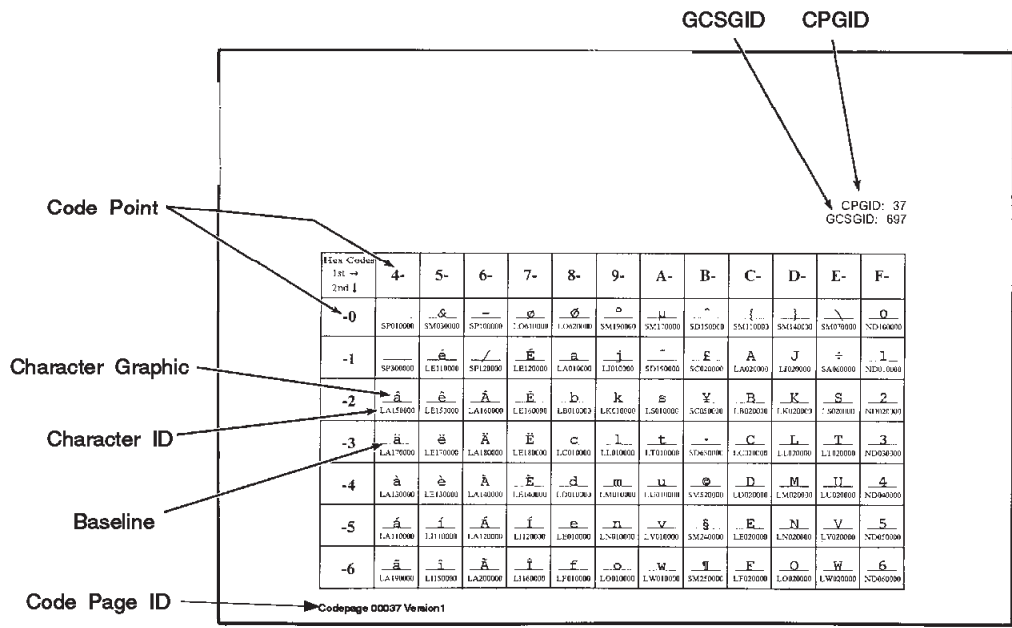 GCSGID CPGID
CPGID: 37
GCSGID: 697
Code Point
Hex Codes
1st →
2nd ↓
4- 5- 6- 7- 8- 9- A- B- C- D- E- F-
-0 & - ø Ø º µ ^ { } \ 0
SP010000 SM030000 SP100000 LO610000 LO620000 SM190000 SM170000 SD150000 SM110000 SM140000 SM070000 ND100000
-1 é / É a j ~ £ A J ÷ 1
SP300000 LE110000 SP120000 LE120000 LA010000 LJ010000 SD190000 SC020000 LA020000 LJ020000 SA060000
Character Graphic
-2 â ê Â Ê b k s ¥ B K S 2
LA150000 LE150000 LA160000 LE160000 LB010000 LK010000 LS010000 SC050000 LB020000 LK020000 LS020000 ND020000
Character ID
-3 ä ë Ä Ë c l t · C L T 3
LA170000 LE170000 LA180000 LE180000 LC010000 LL010000 LT010000 SD630000 LC020000 LL020000 LT020000 ND030000
-4 à è À È d m u © D M U 4
LA130000 LE130000 LA140000 LE140000 LD010000 LM010000 LU010000 SM520000 LD020000 LM020000 LU020000 ND040000
Baseline
-5 á í Á Í e n v § E N V 5
LA110000 LI110000 LA120000 LI120000 LE010000 LN010000 LV010000 SM240000 LE020000 LN020000 LV020000 ND050000
-6 ã î Ã Î f o w ¶ F O W 6
LA190000 LI150000 LA200000 LI160000 LF010000 LO010000 LW010000 SM250000 LF020000 LO020000 LW020000 ND060000
Code Page ID
Codepage 00037 Version1